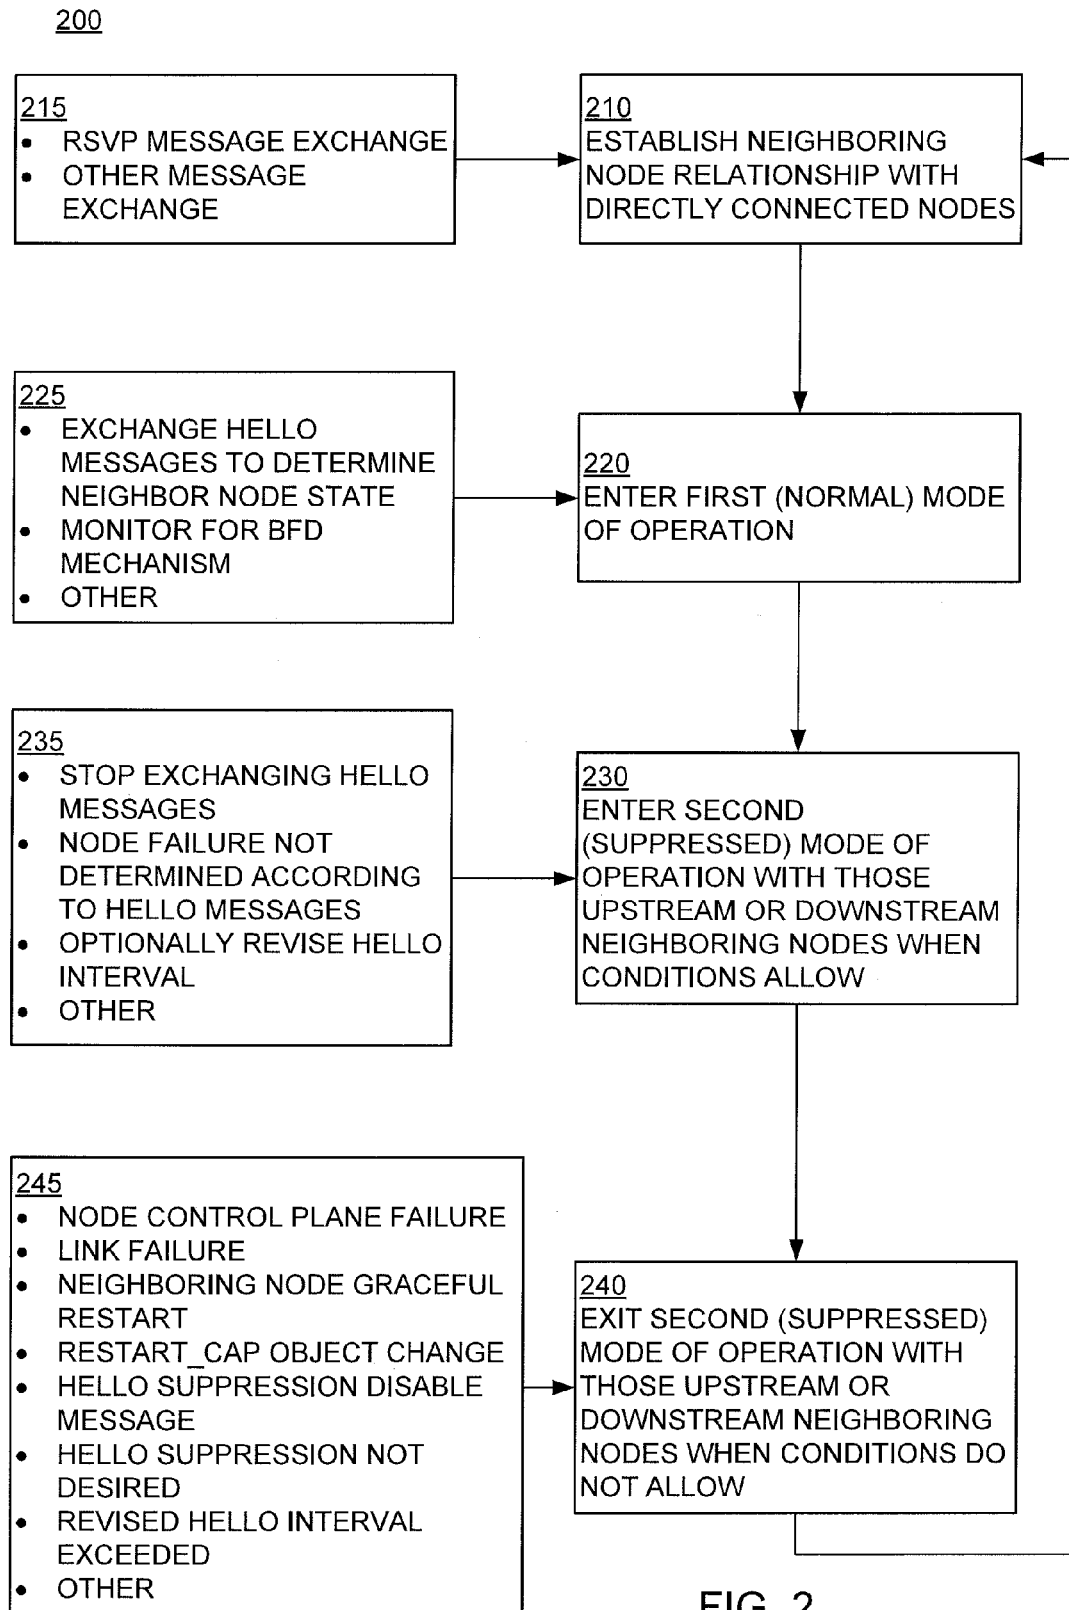 200
215
• RSVP MESSAGE EXCHANGE
• OTHER MESSAGE
EXCHANGE
210
ESTABLISH NEIGHBORING
NODE RELATIONSHIP WITH
DIRECTLY CONNECTED NODES
225
• EXCHANGE HELLO
MESSAGES TO DETERMINE
NEIGHBOR NODE STATE
• MONITOR FOR BFD
MECHANISM
• OTHER
220
ENTER FIRST (NORMAL) MODE
OF OPERATION
235
• STOP EXCHANGING HELLO
MESSAGES
• NODE FAILURE NOT
DETERMINED ACCORDING
TO HELLO MESSAGES
• OPTIONALLY REVISE HELLO
INTERVAL
• OTHER
230
ENTER SECOND
(SUPPRESSED) MODE OF
OPERATION WITH THOSE
UPSTREAM OR DOWNSTREAM
NEIGHBORING NODES WHEN
CONDITIONS ALLOW
245
• NODE CONTROL PLANE FAILURE
• LINK FAILURE
• NEIGHBORING NODE GRACEFUL
RESTART
• RESTART_CAP OBJECT CHANGE
• HELLO SUPPRESSION DISABLE
MESSAGE
• HELLO SUPPRESSION NOT
DESIRED
• REVISED HELLO INTERVAL
EXCEEDED
• OTHER
240
EXIT SECOND (SUPPRESSED)
MODE OF OPERATION WITH
THOSE UPSTREAM OR
DOWNSTREAM NEIGHBORING
NODES WHEN CONDITIONS DO
NOT ALLOW
FIG. 2